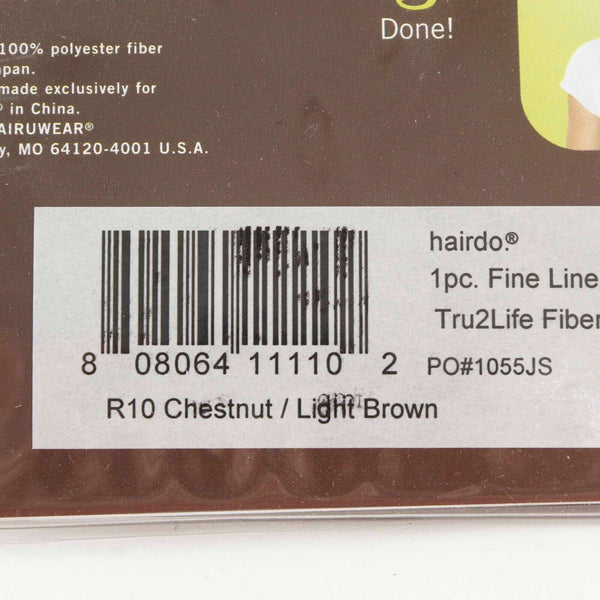 Done!
100% polyester fiber
apan.
made exclusively for
® in China.
AIRUWEAR®
y, MO 64120-4001 U.S.A.
hairdo.®
1pc. Fine Line
Tru2Life Fiber
8 08064 11110 2
PO#1055JS
R10 Chestnut / Light Brown